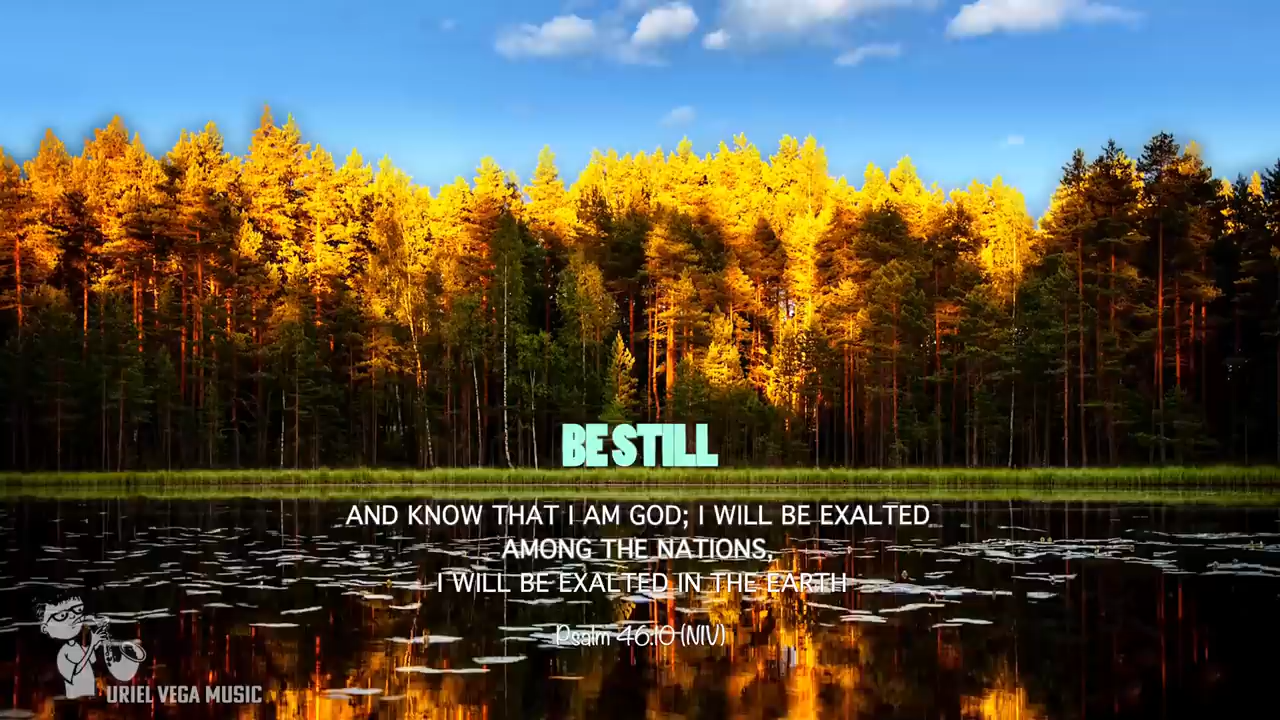 BE STILL
AND KNOW THAT I AM GOD; I WILL BE EXALTED
AMONG THE NATIONS,
I WILL BE EXALTED IN THE EARTH
Psalm 46:10 (NIV)
URIEL VEGA MUSIC